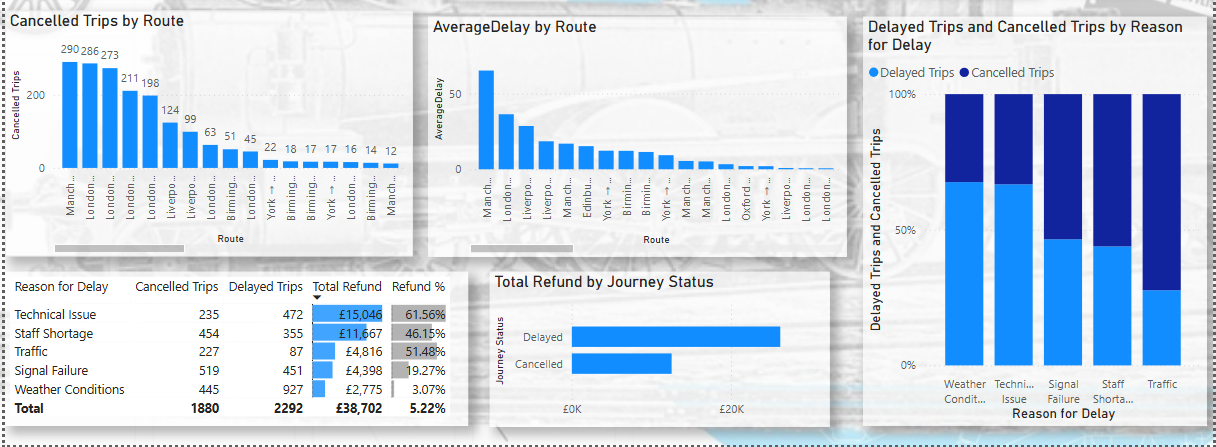 Cancelled Trips by Route
Cancelled Trips
200
0
290 286 273 211 198 124 99 63 51 45 22 18 17 17 16 14 12
Manch... London... London... London... London... Liverpo... Liverpo... London... Birming... London... York → ... Birming... Birming... York → ... London... Birming... Manch...
Route
AverageDelay by Route
AverageDelay
50
0
Manch... London... Liverpo... Liverpo... Manch... Edinbu... York → ... Birmin... Birmin... York → ... Manch... Manch... London... Oxford... York → ... Liverpo... London... London...
Route
Delayed Trips and Cancelled Trips by Reason
for Delay
Delayed Trips Cancelled Trips
Delayed Trips and Cancelled Trips
100%
50%
0%
Weather Techni... Signal Staff Traffic
Condit... Issue Failure Shorta...
Reason for Delay
Reason for Delay Cancelled Trips Delayed Trips Total Refund Refund %
Technical Issue 235 472 £15,046 61.56%
Staff Shortage 454 355 £11,667 46.15%
Traffic 227 87 £4,816 51.48%
Signal Failure 519 451 £4,398 19.27%
Weather Conditions 445 927 £2,775 3.07%
Total 1880 2292 £38,702 5.22%
Total Refund by Journey Status
Journey Status
Delayed
Cancelled
£0K £20K